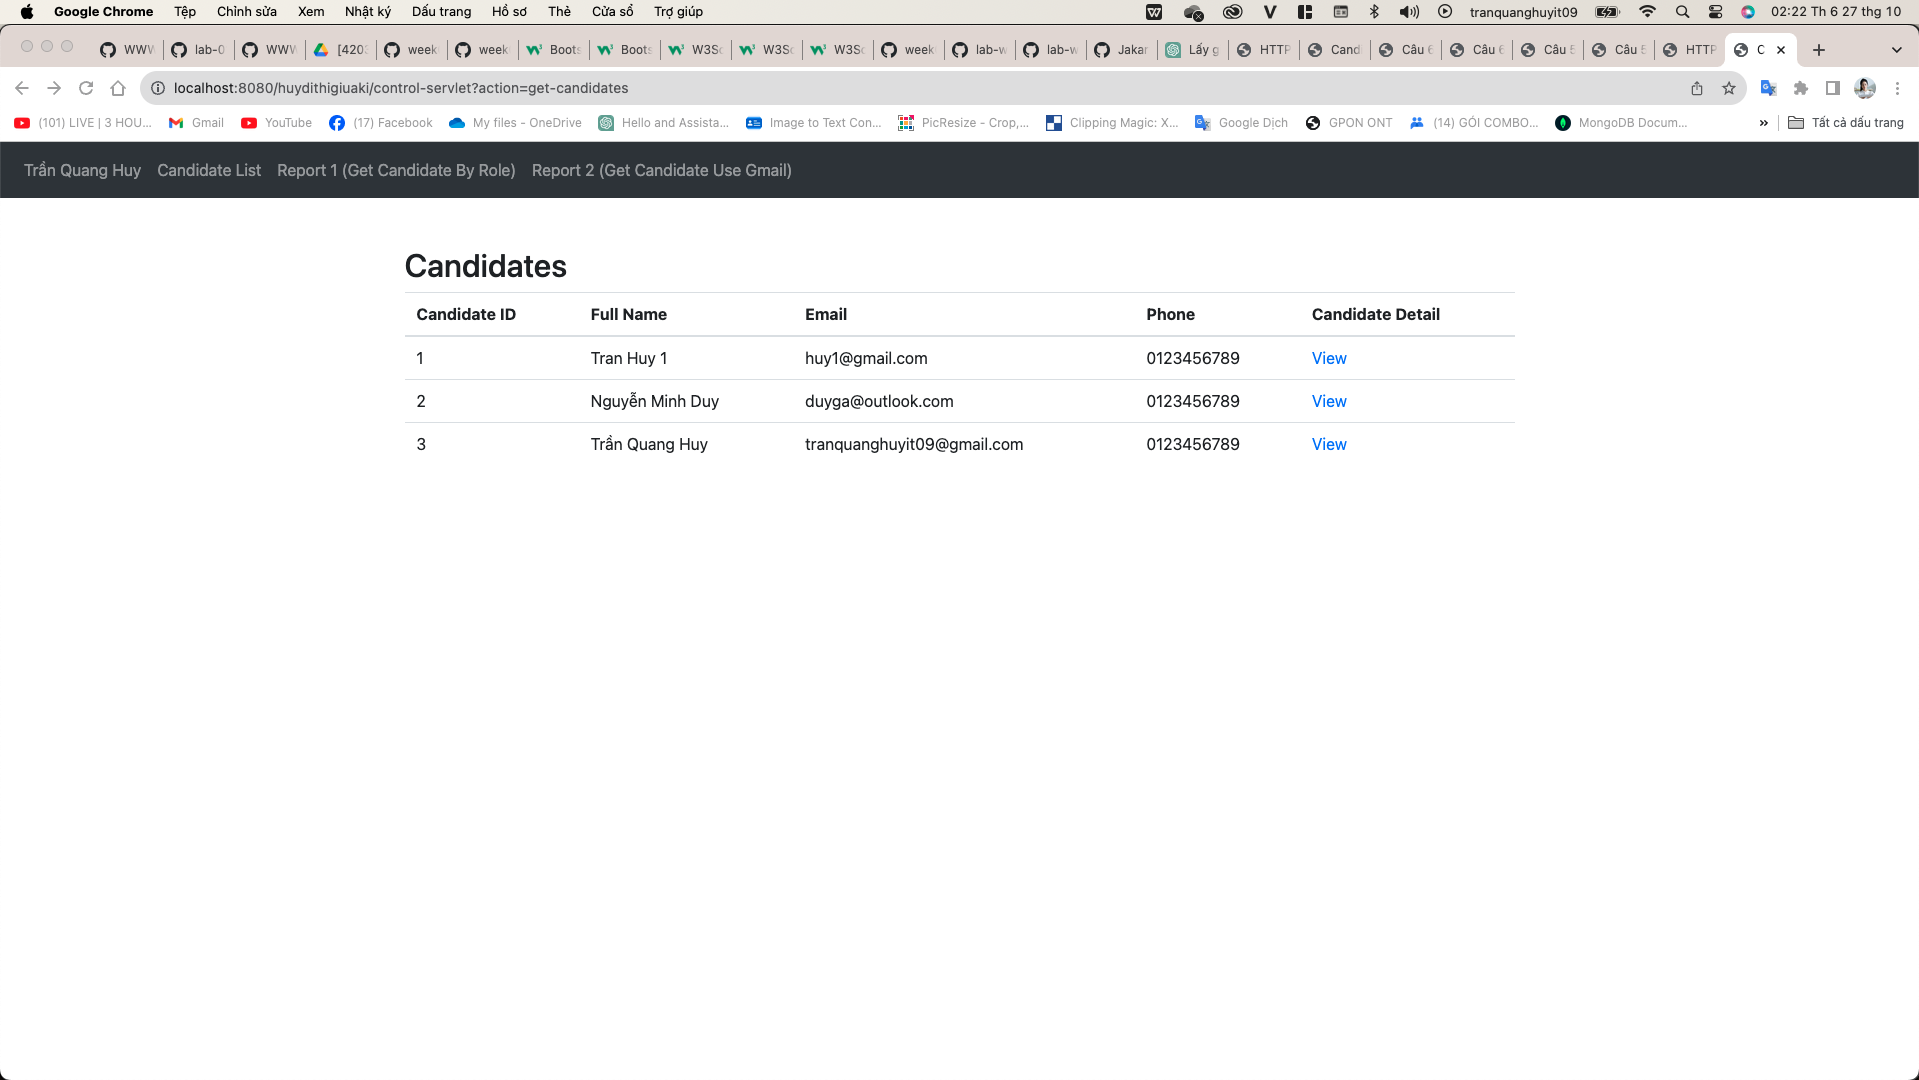 Google Chrome Tệp Chỉnh sửa Xem Nhật ký Dấu trang Hồ sơ Thẻ Cửa sổ Trợ giúp tranquanghuyit09 02:22 Th 6 27 thg 10
WWW lab-0 WWW [420 week week Boots Boots W3Sc W3Sc W3Sc week lab-w lab-w Jakar Lấy g HTTP Cand Câu 6 Câu 6 Câu 5 Câu 5 HTTP C
localhost:8080/huydithigiuaki/control-servlet?action=get-candidates
(101) LIVE | 3 HOU... Gmail YouTube (17) Facebook My files - OneDrive Hello and Assista... Image to Text Con... PicResize - Crop,... Clipping Magic: X... Google Dịch GPON ONT (14) GÓI COMBO... MongoDB Docum... » Tất cả dấu trang
Trần Quang Huy Candidate List Report 1 (Get Candidate By Role) Report 2 (Get Candidate Use Gmail)
Candidates
Candidate ID Full Name Email Phone Candidate Detail
1 Tran Huy 1 huy1@gmail.com 0123456789 View
2 Nguyễn Minh Duy duyga@outlook.com 0123456789 View
3 Trần Quang Huy tranquanghuyit09@gmail.com 0123456789 View